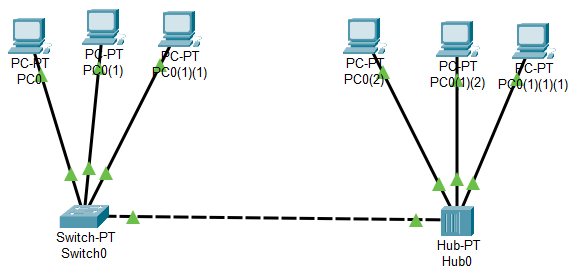 PC-PT
PC0
PC-PT
PC0(1)
PC-PT
PC0(1)(1)
PC-PT
PC0(2)
PC-PT
PC0(1)(2)
PC-PT
PC0(1)(1)(1)
Switch-PT
Switch0
Hub-PT
Hub0